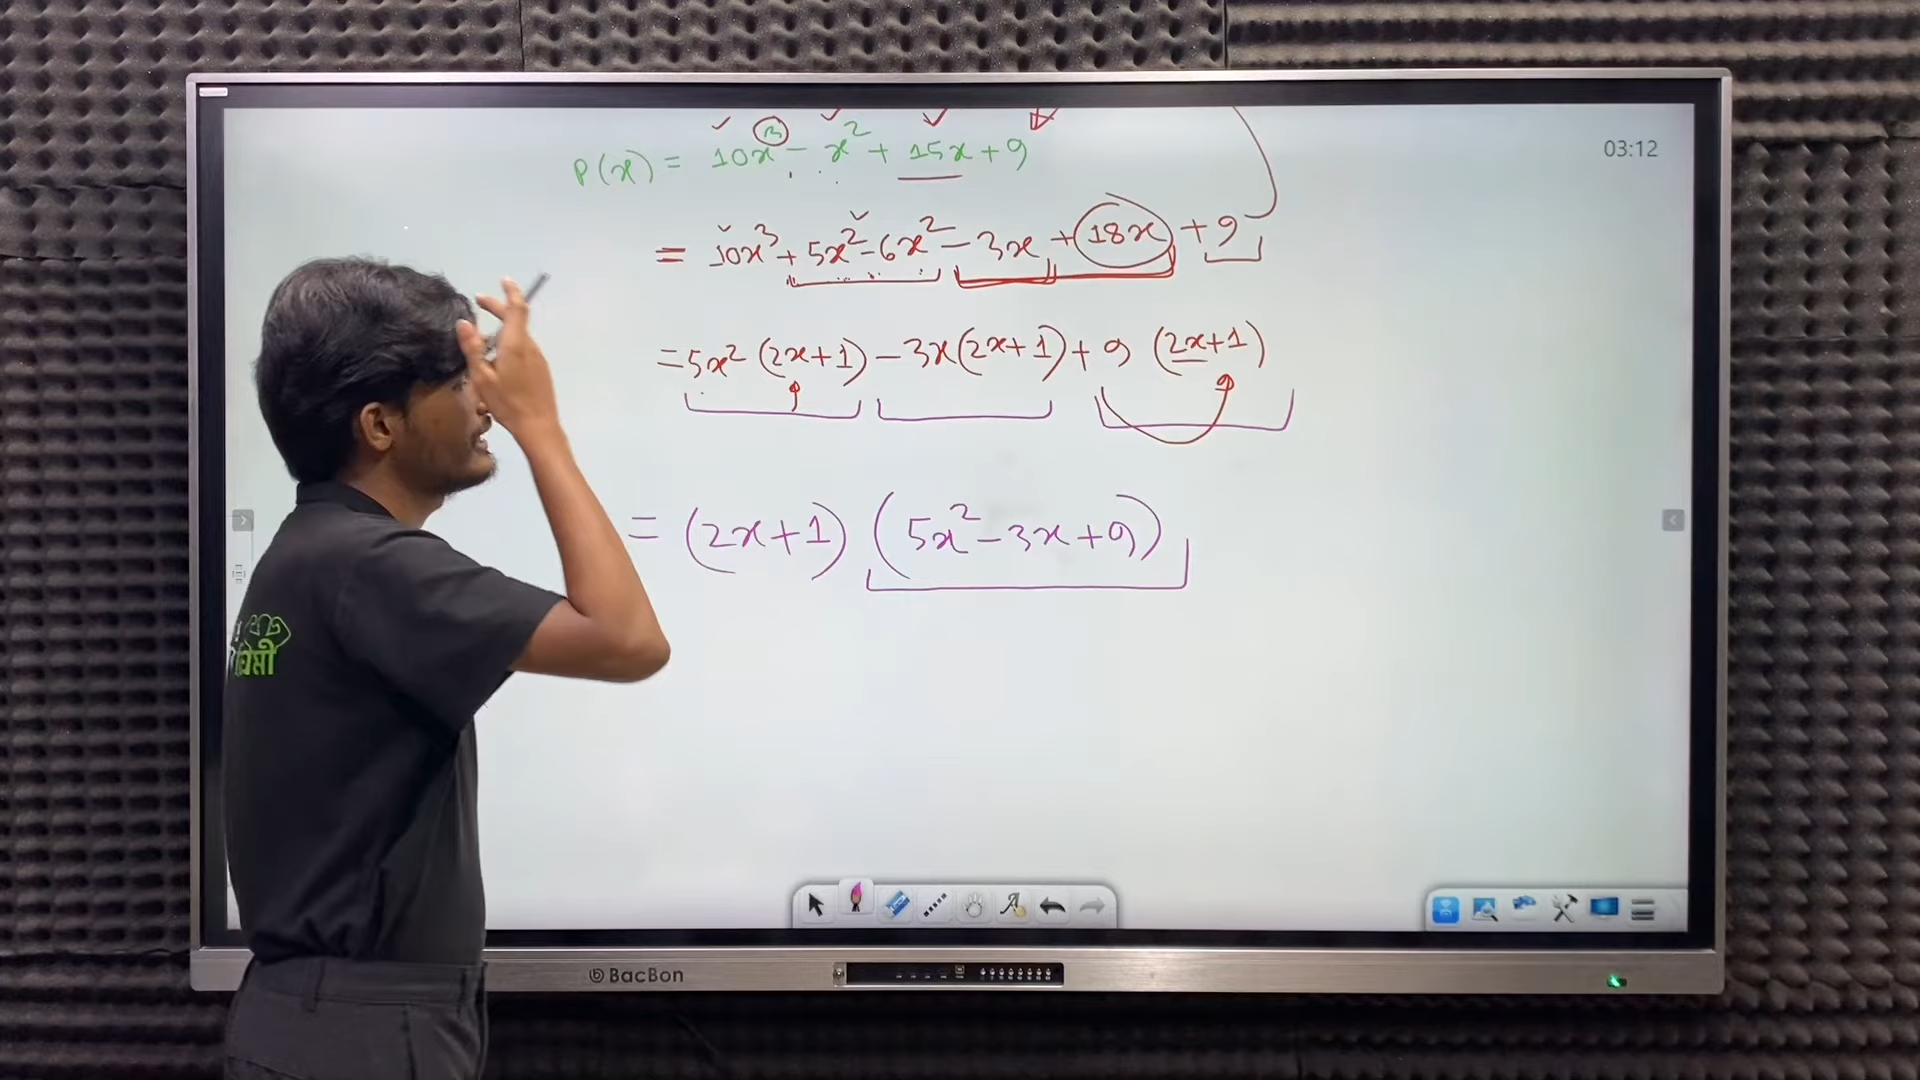 P(x) = 10x³ - x² + 15x + 9
03:12
= 10x³ + 5x² - 6x² - 3x + 18x + 9
= 5x² (2x+1) - 3x(2x+1) + 9 (2x+1)
= (2x+1) (5x² - 3x + 9)
BacBon